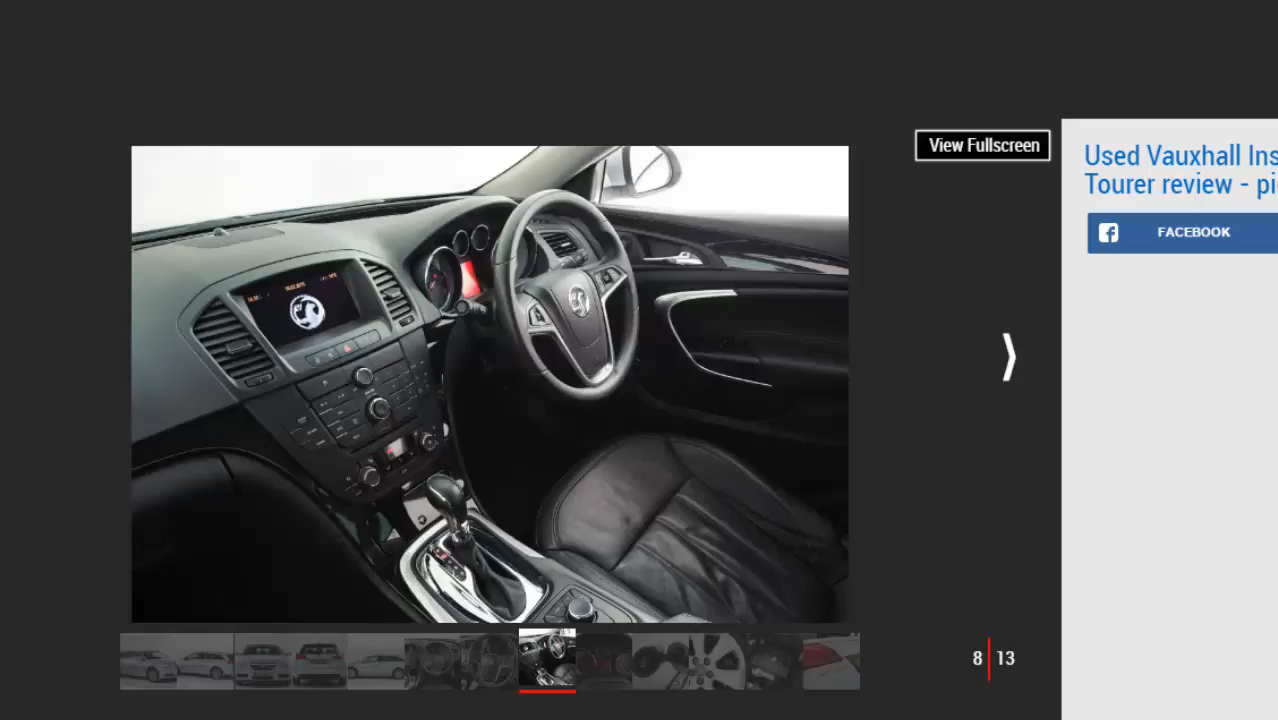 View Fullscreen
Used Vauxhall Ins
Tourer review - pi
FACEBOOK
8
13